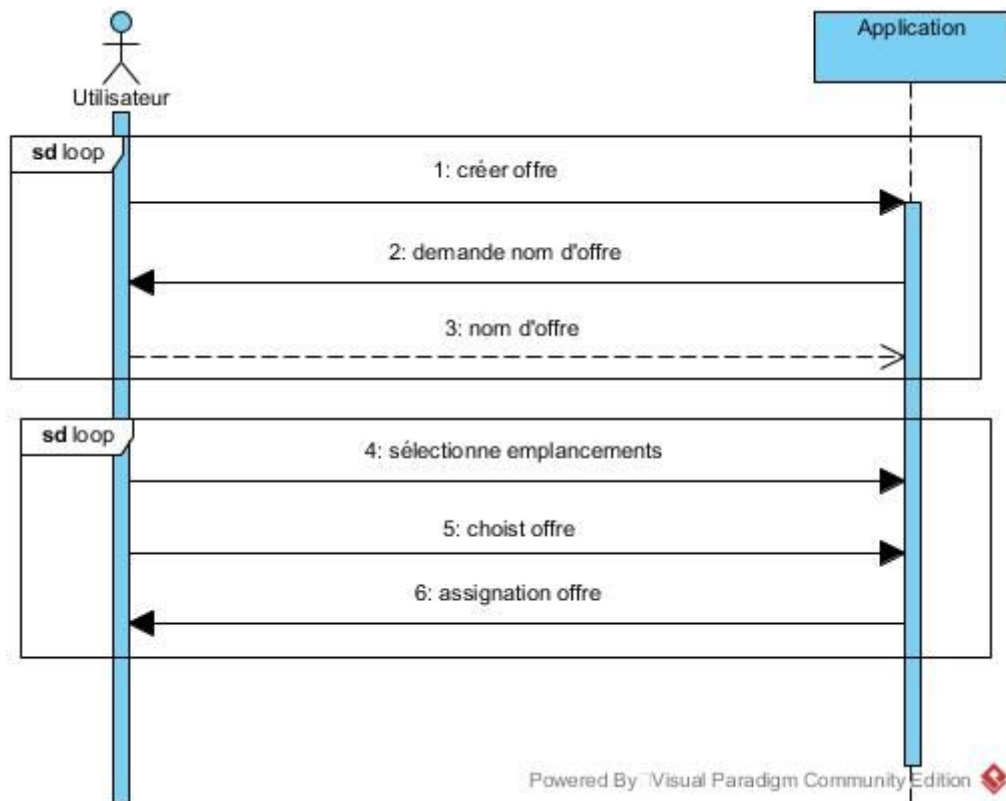 Application
Utilisateur
sd loop
1: créer offre
2: demande nom d'offre
3: nom d'offre
sd loop
4: sélectionne emplancements
5: choist offre
6: assignation offre
Powered By Visual Paradigm Community Edition